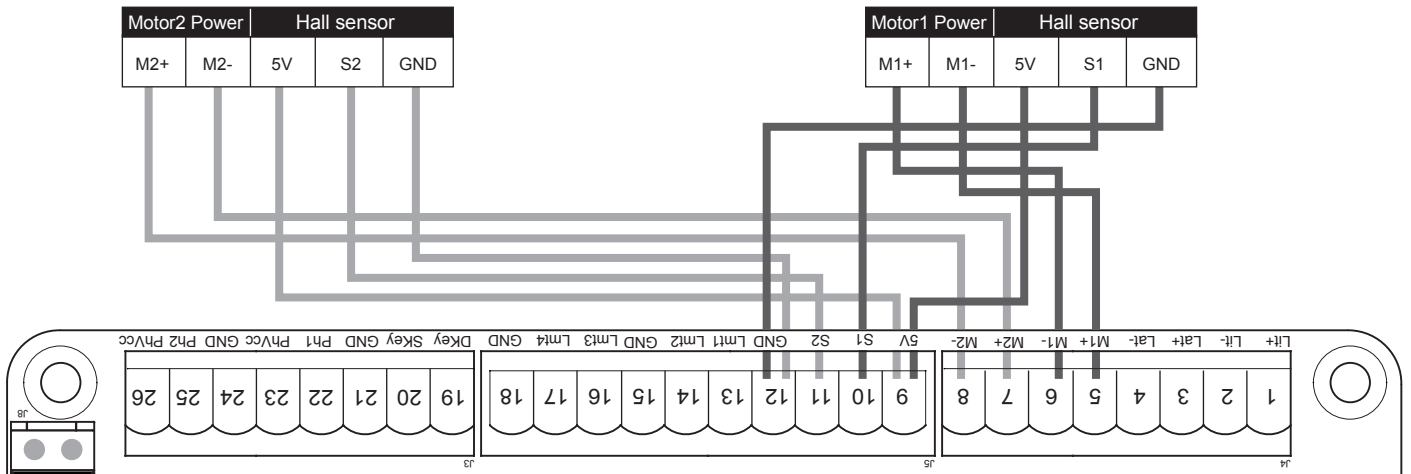 Motor2 Power Hall sensor
M2+ M2- 5V S2 GND
Motor1 Power Hall sensor
M1+ M1- 5V S1 GND
PhVcc Ph2 GND PhVcc Ph1 GND SKey DKey
GND Lmt4 Lmt3 GND Lmt2 Lmt1 GND S2 S1 5V
M2- M2+ M1- M1+ Lat- Lat+ Lit- Lit+
26 25 24 23 22 21 20 19
18 17 16 15 14 13 12 11 10 9
8 7 6 5 4 3 2 1
J8
J3
J5
J4